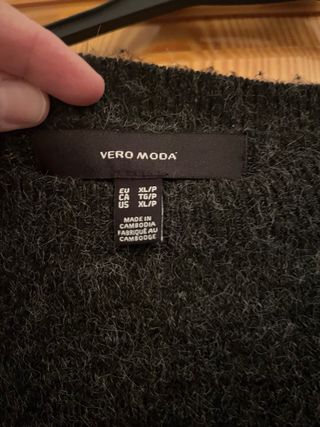 VERO MODA
EU XL/P
CA TG/P
US XL/P
MADE IN
CAMBODIA
FABRIQUÉ AU
CAMBODGE